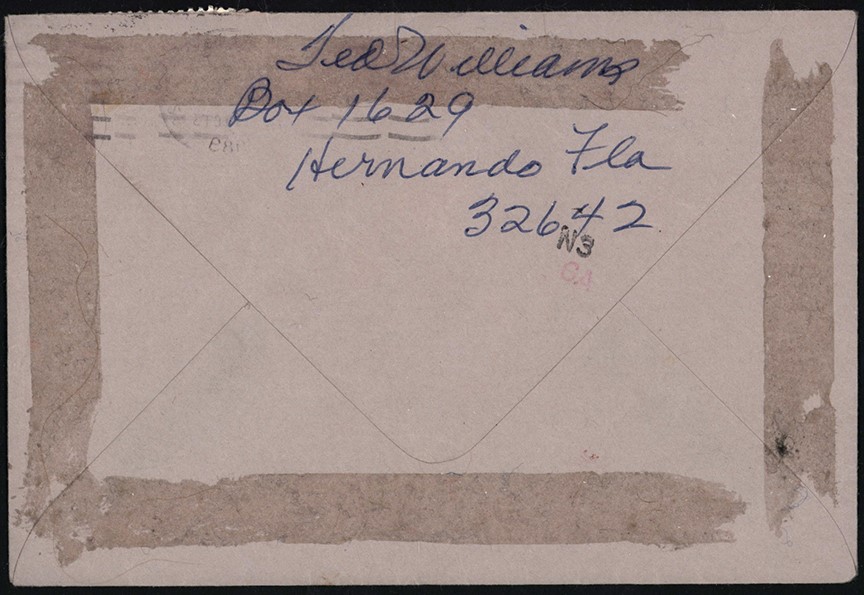 Ted Williams
Box 1629
Hernando Fla
32642
N3
CA